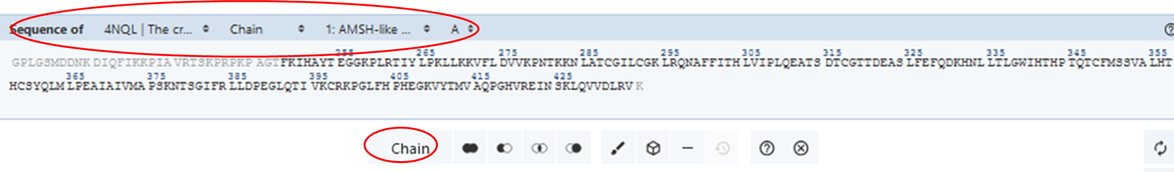 Sequence of 4NQL | The cr... Chain 1: AMSH-like ... A
255 265 275 285 295 305 315 325 335 345 355
GPLGSMDDNK DIQFIKKPIA VRTSKPRPKP AGTFKIHAYT EGGKPLRTIY LPKLLKKVFL DVVKPNTKKN LATCGILCGK LRQNAFFITH LVIPLQEATS DTCGTTDEAS LFEFQDKHNL LTLGWIHTHP TQTCFMSSVA LHT
365 375 385 395 405 415 425
HCSYQLM LPEAIAIVMA PSKNTSGIFR LLDPEGLQTI VKCRKPGLFH PHEGKVYTMV AQPGHVREIN SKLQVVDLRV K
Chain